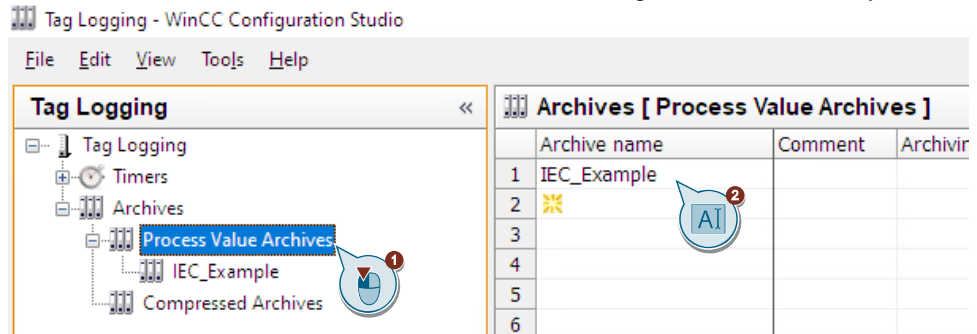 Tag Logging - WinCC Configuration Studio
File Edit View Tools Help
Tag Logging «
Tag Logging
Timers
Archives
Process Value Archives
IEC_Example
Compressed Archives
1
Archives [ Process Value Archives ]
Archive name Comment
1 IEC_Example
2
3
4
5
6
2
AI